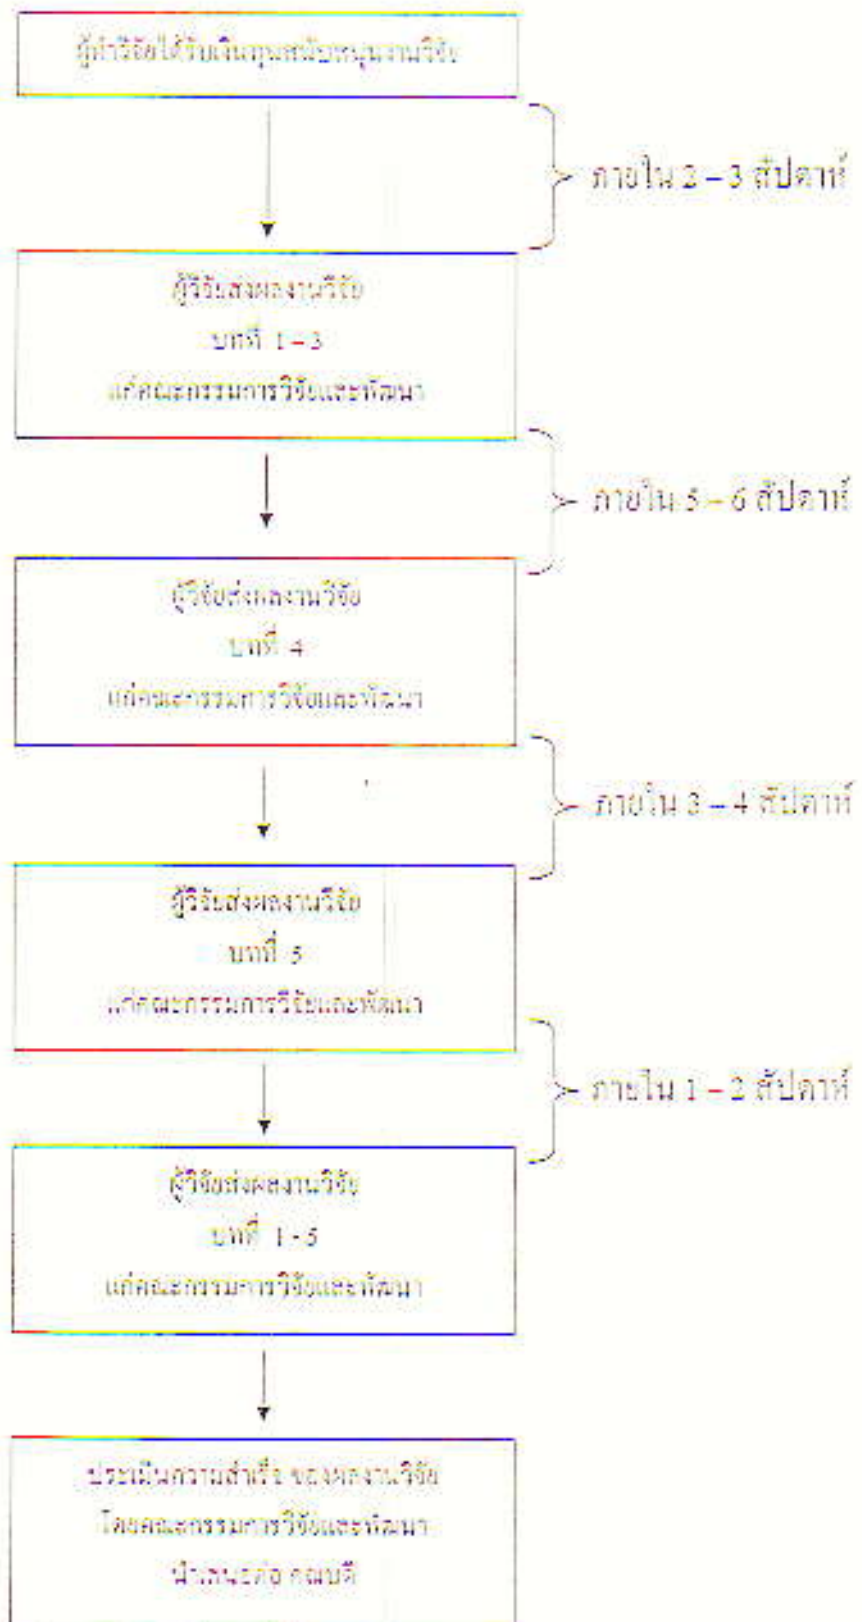 ผู้ทำวิจัยได้รับเงินทุนสนับสนุนงานวิจัย
ภายใน 2 – 3 สัปดาห์
ผู้วิจัยส่งผลงานวิจัย
บทที่ 1 – 3
แก่คณะกรรมการวิจัยและพัฒนา
ภายใน 5 – 6 สัปดาห์
ผู้วิจัยส่งผลงานวิจัย
บทที่ 4
แก่คณะกรรมการวิจัยและพัฒนา
ภายใน 3 – 4 สัปดาห์
ผู้วิจัยส่งผลงานวิจัย
บทที่ 5
แก่คณะกรรมการวิจัยและพัฒนา
ภายใน 1 – 2 สัปดาห์
ผู้วิจัยส่งผลงานวิจัย
บทที่ 1 - 5
แก่คณะกรรมการวิจัยและพัฒนา
ประเมินความสำเร็จ ของผลงานวิจัย
โดยคณะกรรมการวิจัยและพัฒนา
นำเสนอต่อ คณบดี